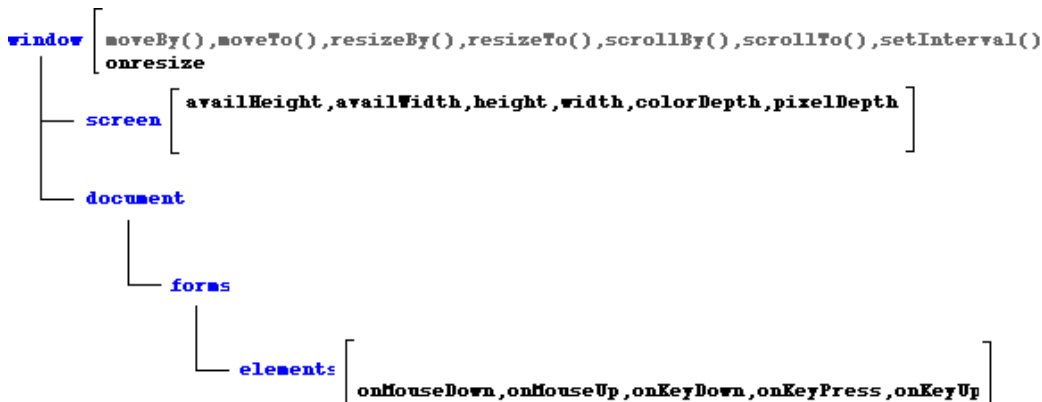 window
moveBy(),moveTo(),resizeBy(),resizeTo(),scrollBy(),scrollTo(),setInterval()
onresize
screen
availHeight,availWidth,height,width,colorDepth,pixelDepth
document
forms
elements
onMouseDown,onMouseUp,onKeyDown,onKeyPress,onKeyUp